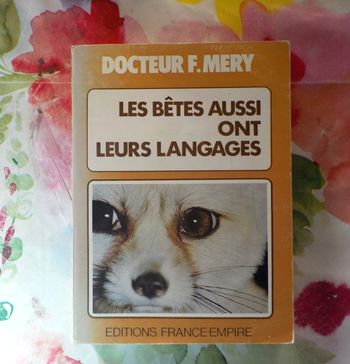 DOCTEUR F. MERY
LES BÊTES AUSSI
ONT
LEURS LANGAGES
EDITIONS FRANCE-EMPIRE